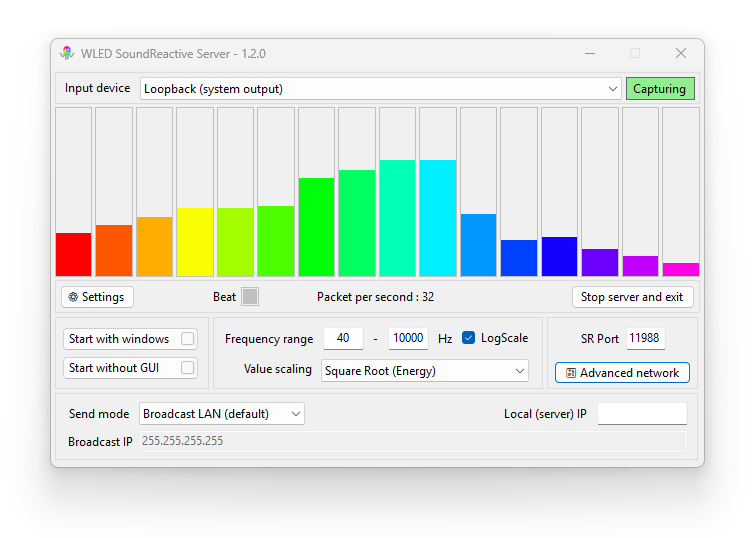 WLED SoundReactive Server - 1.2.0
Input device Loopback (system output) Capturing
Settings Beat Packet per second : 32 Stop server and exit
Start with windows Frequency range 40 - 10000 Hz LogScale SR Port 11988
Start without GUI Value scaling Square Root (Energy) Advanced network
Send mode Broadcast LAN (default) Local (server) IP
Broadcast IP 255.255.255.255